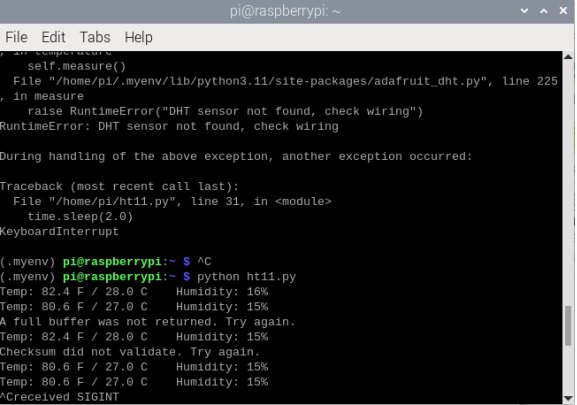 pi@raspberrypi: ~
File Edit Tabs Help
, in temperature
    self.measure()
  File "/home/pi/.myenv/lib/python3.11/site-packages/adafruit_dht.py", line 225
, in measure
    raise RuntimeError("DHT sensor not found, check wiring")
RuntimeError: DHT sensor not found, check wiring

During handling of the above exception, another exception occurred:

Traceback (most recent call last):
  File "/home/pi/ht11.py", line 31, in <module>
    time.sleep(2.0)
KeyboardInterrupt

(.myenv) pi@raspberrypi:~ $ ^C
(.myenv) pi@raspberrypi:~ $ python ht11.py
Temp: 82.4 F / 28.0 C    Humidity: 16%
Temp: 80.6 F / 27.0 C    Humidity: 15%
A full buffer was not returned. Try again.
Temp: 82.4 F / 28.0 C    Humidity: 15%
Checksum did not validate. Try again.
Temp: 80.6 F / 27.0 C    Humidity: 15%
Temp: 80.6 F / 27.0 C    Humidity: 15%
^Creceived SIGINT